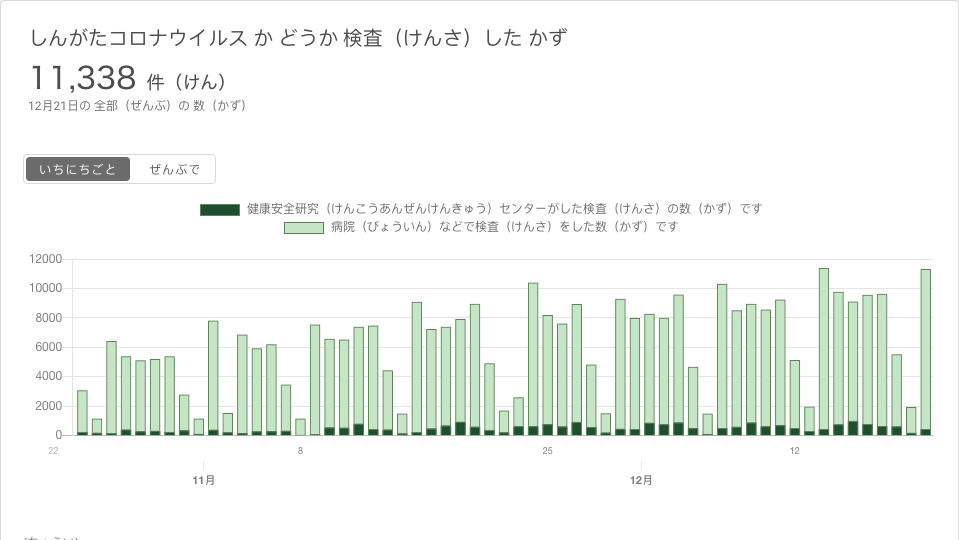 しんがたコロナウイルス か どうか 検査（けんさ）した かず
11,338 件（けん）
12月21日の 全部（ぜんぶ）の 数（かず）
いちにちごと ぜんぶで
健康安全研究（けんこうあんぜんけんきゅう）センターがした検査（けんさ）の数（かず）です
病院（びょういん）などで検査（けんさ）をした数（かず）です
12000
10000
8000
6000
4000
2000
0
22 8 25 12
11月 12月